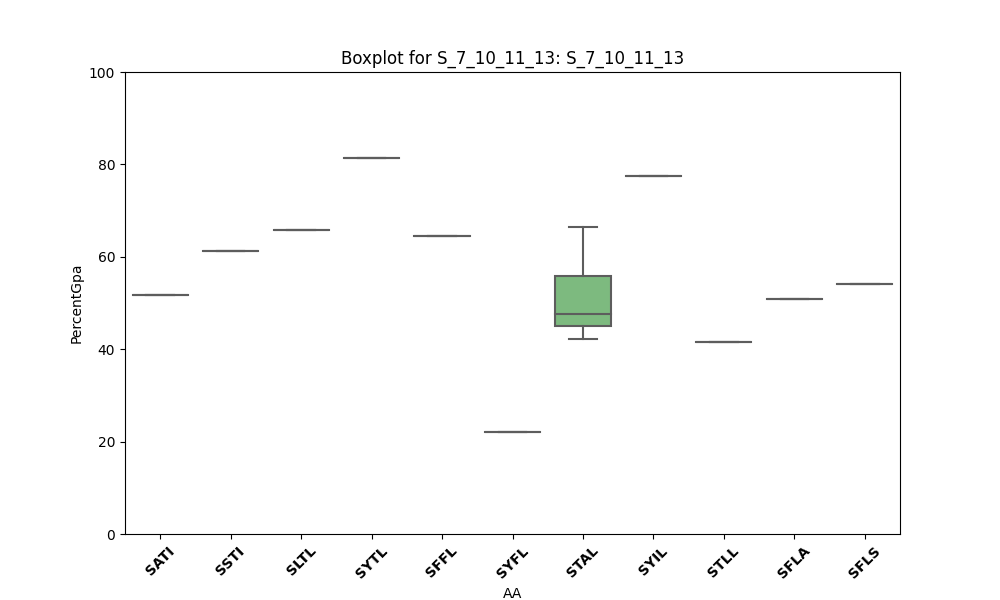 Boxplot for S_7_10_11_13: S_7_10_11_13
100
80
60
40
20
0
PercentGpa
SATI
SSTI
SLTL
SYTL
SFFL
SYFL
STAL
SYIL
STLL
SFLA
SFLS
AA